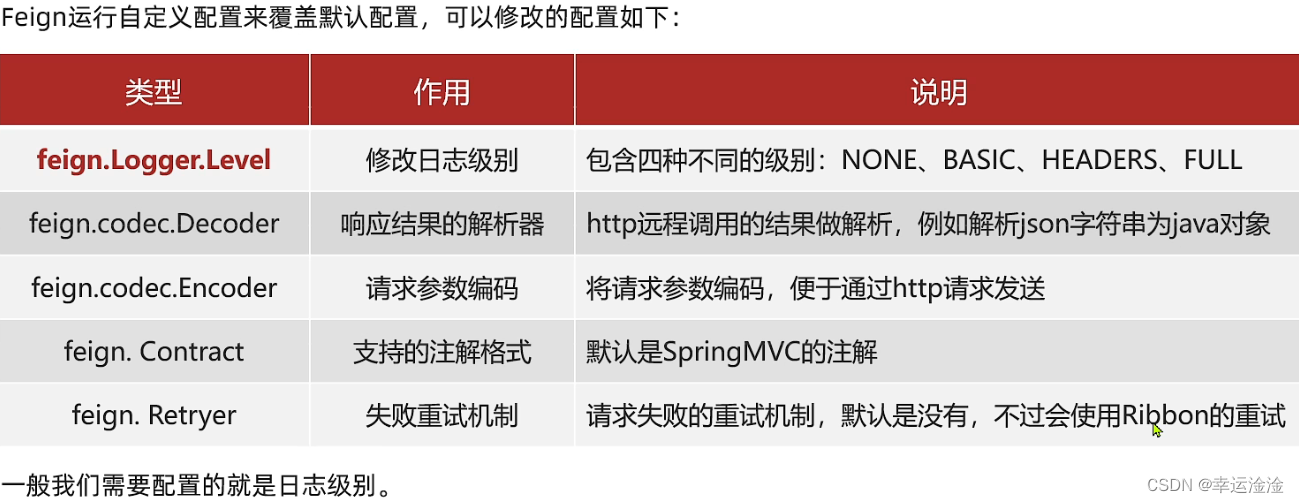 Feign运行自定义配置来覆盖默认配置，可以修改的配置如下：
类型 作用 说明
feign.Logger.Level 修改日志级别 包含四种不同的级别：NONE、BASIC、HEADERS、FULL
feign.codec.Decoder 响应结果的解析器 http远程调用的结果做解析，例如解析json字符串为java对象
feign.codec.Encoder 请求参数编码 将请求参数编码，便于通过http请求发送
feign. Contract 支持的注解格式 默认是SpringMVC的注解
feign. Retryer 失败重试机制 请求失败的重试机制，默认是没有，不过会使用Ribbon的重试
一般我们需要配置的就是日志级别。
CSDN @幸运淦淦